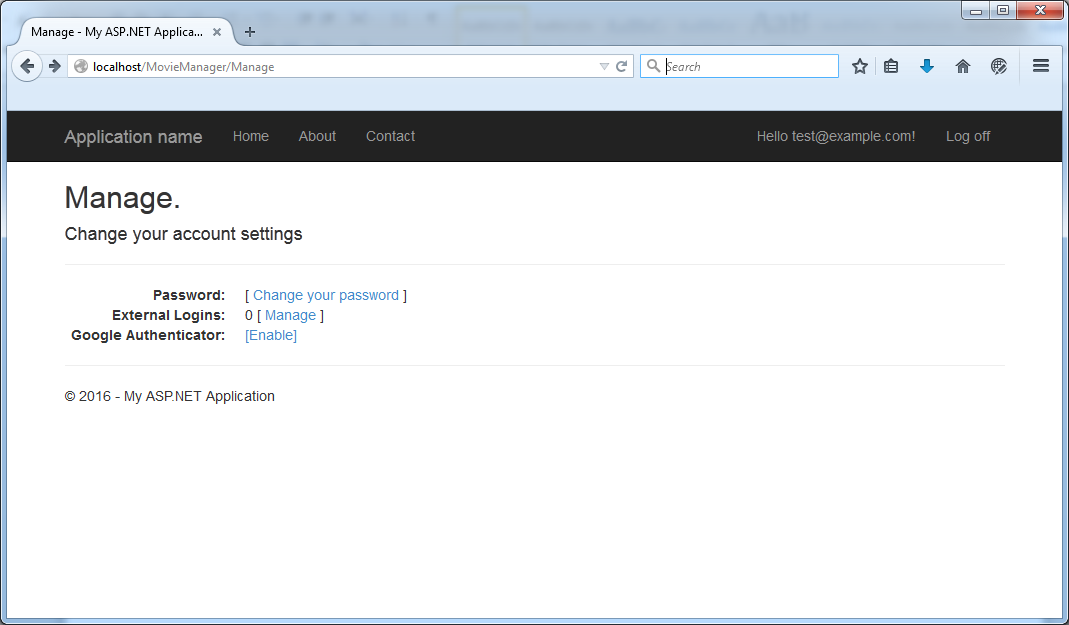 Manage - My ASP.NET Applica...
localhost/MovieManager/Manage
Search
Application name Home About Contact Hello test@example.com! Log off
Manage.
Change your account settings
Password: [ Change your password ]
External Logins: 0 [ Manage ]
Google Authenticator: [Enable]
© 2016 - My ASP.NET Application